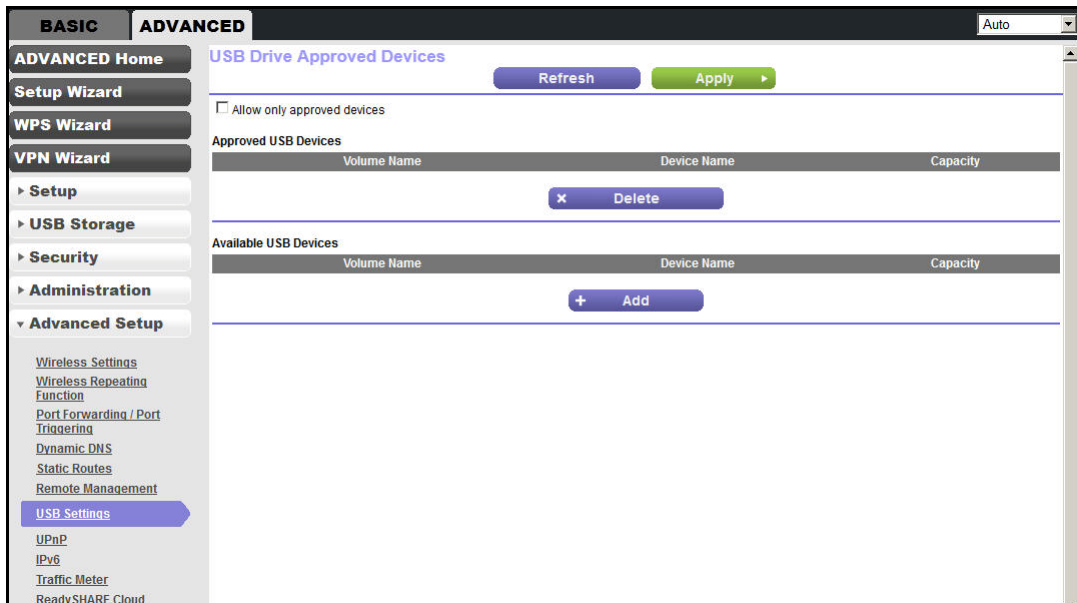 BASIC
ADVANCED
Auto
ADVANCED Home
Setup Wizard
WPS Wizard
VPN Wizard
Setup
USB Storage
Security
Administration
Advanced Setup
Wireless Settings
Wireless Repeating
Function
Port Forwarding / Port
Triggering
Dynamic DNS
Static Routes
Remote Management
USB Settings
UPnP
IPv6
Traffic Meter
ReadySHARE Cloud
USB Drive Approved Devices
Refresh
Apply
Allow only approved devices
Approved USB Devices
Volume Name Device Name Capacity
Delete
Available USB Devices
Volume Name Device Name Capacity
Add